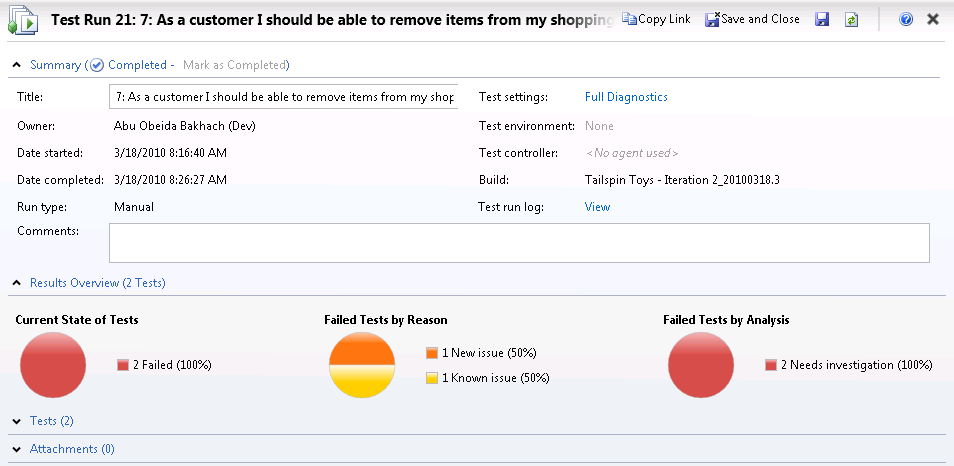 Test Run 21: 7: As a customer I should be able to remove items from my shopping
Copy Link
Save and Close
Summary (Completed - Mark as Completed)
Title: 7: As a customer I should be able to remove items from my shop
Test settings: Full Diagnostics
Owner: Abu Obeida Bakhach (Dev)
Test environment: None
Date started: 3/18/2010 8:16:40 AM
Test controller: <No agent used>
Date completed: 3/18/2010 8:26:27 AM
Build: Tailspin Toys - Iteration 2_20100318.3
Run type: Manual
Test run log: View
Comments:
Results Overview (2 Tests)
Current State of Tests
2 Failed (100%)
Failed Tests by Reason
1 New issue (50%)
1 Known issue (50%)
Failed Tests by Analysis
2 Needs investigation (100%)
Tests (2)
Attachments (0)